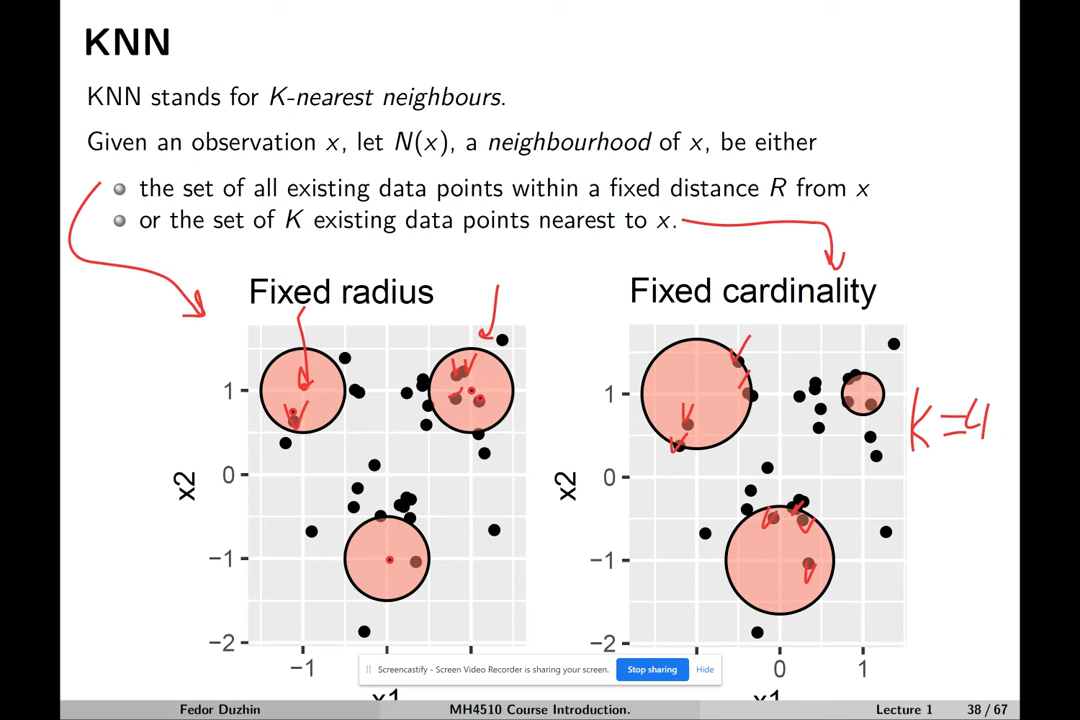 KNN
KNN stands for K-nearest neighbours.
Given an observation x, let N(x), a neighbourhood of x, be either
the set of all existing data points within a fixed distance R from x
or the set of K existing data points nearest to x.
Fixed radius
Fixed cardinality
x2
1
0
−1
−2
−1
x1
x2
1
0
−1
−2
0
1
x1
K=4
Screencastify - Screen Video Recorder is sharing your screen.
Stop sharing
Hide
Fedor Duzhin
MH4510 Course Introduction.
Lecture 1
38 / 67